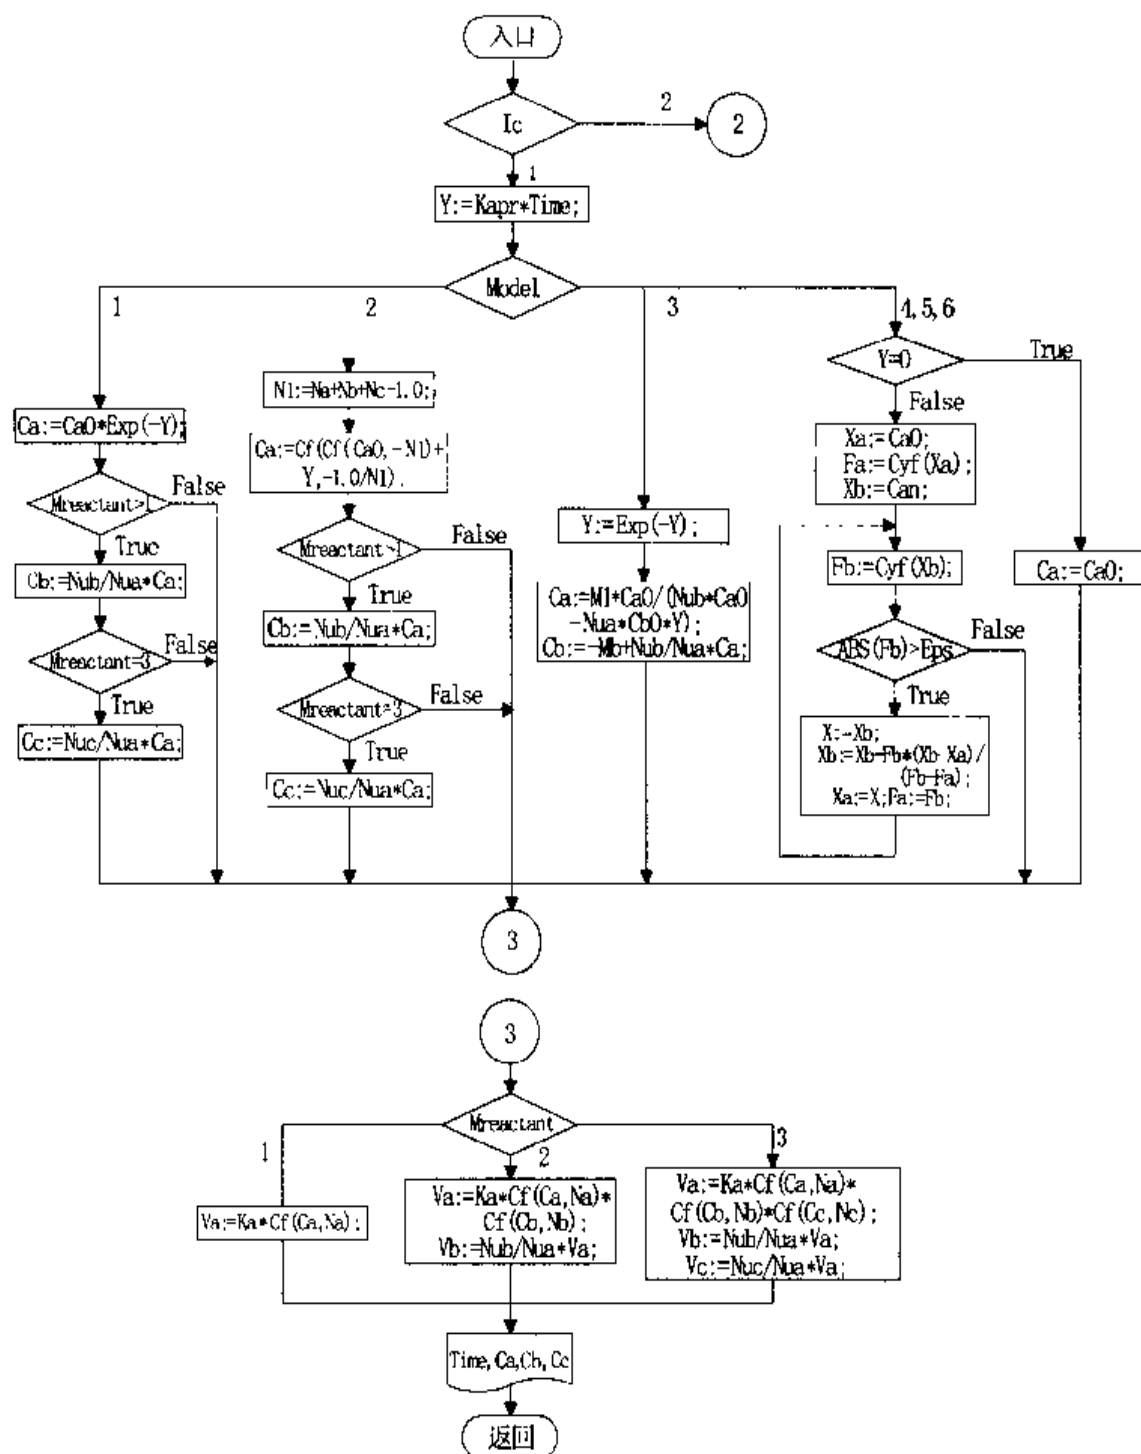 入口
Ic
2
2
1
Y:=Kapr*Time;
Model
1
2
3
4,5,6
Y=0
True
False
N1:=Na+Nb+Nc-1.0;
Ca:=Ca0*Exp(-Y);
Ca:=Cf(Cf(Ca0,-N1)+
Y,-1.0/N1).
Xa:=Ca0;
Fa:=Cyf(Xa);
Xb:=Can;
Mreactant>1
False
True
Y:=Exp(-Y);
Mreactant>1
False
True
Fb:=Cyf(Xb);
Ca:=Ca0;
Cb:=Nub/Nua*Ca;
Ca:=M1*Ca0/(Nub*Ca0
-Nua*Cb0*Y);
Cb:=-Mb+Nub/Nua*Ca;
Cb:=Nub/Nua*Ca;
ABS(Fb)>Eps
False
True
Mreactant=3
False
True
Mreactant=3
False
True
X:=Xb;
Xb:=Xb-Fb*(Xb-Xa)/
(Fb-Fa);
Xa:=X;Fa:=Fb;
Cc:=Nuc/Nua*Ca;
Cc:=Nuc/Nua*Ca;
3
3
Mreactant
1
2
3
Va:=Ka*Cf(Ca,Na);
Va:=Ka*Cf(Ca,Na)*
Cf(Cb,Nb);
Vb:=Nub/Nua*Va;
Va:=Ka*Cf(Ca,Na)*
Cf(Cb,Nb)*Cf(Cc,Nc);
Vb:=Nub/Nua*Va;
Vc:=Nuc/Nua*Va;
Time,Ca,Cb,Cc
返回